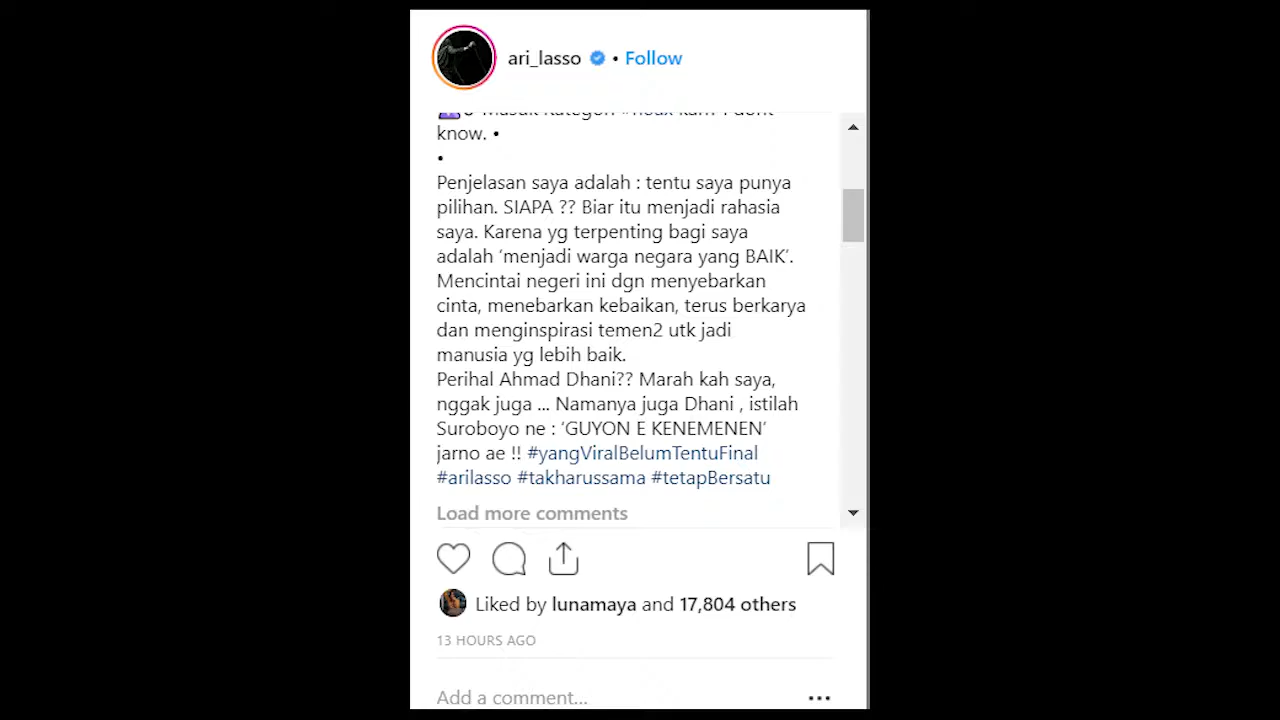 ari_lasso • Follow
know. •
•
Penjelasan saya adalah : tentu saya punya
pilihan. SIAPA ?? Biar itu menjadi rahasia
saya. Karena yg terpenting bagi saya
adalah ‘menjadi warga negara yang BAIK’.
Mencintai negeri ini dgn menyebarkan
cinta, menebarkan kebaikan, terus berkarya
dan menginspirasi temen2 utk jadi
manusia yg lebih baik.
Perihal Ahmad Dhani?? Marah kah saya,
nggak juga ... Namanya juga Dhani , istilah
Suroboyo ne : ‘GUYON E KENEMENEN’
jarno ae !! #yangViralBelumTentuFinal
#arilasso #takharussama #tetapBersatu
Load more comments
Liked by lunamaya and 17,804 others
13 HOURS AGO
Add a comment...